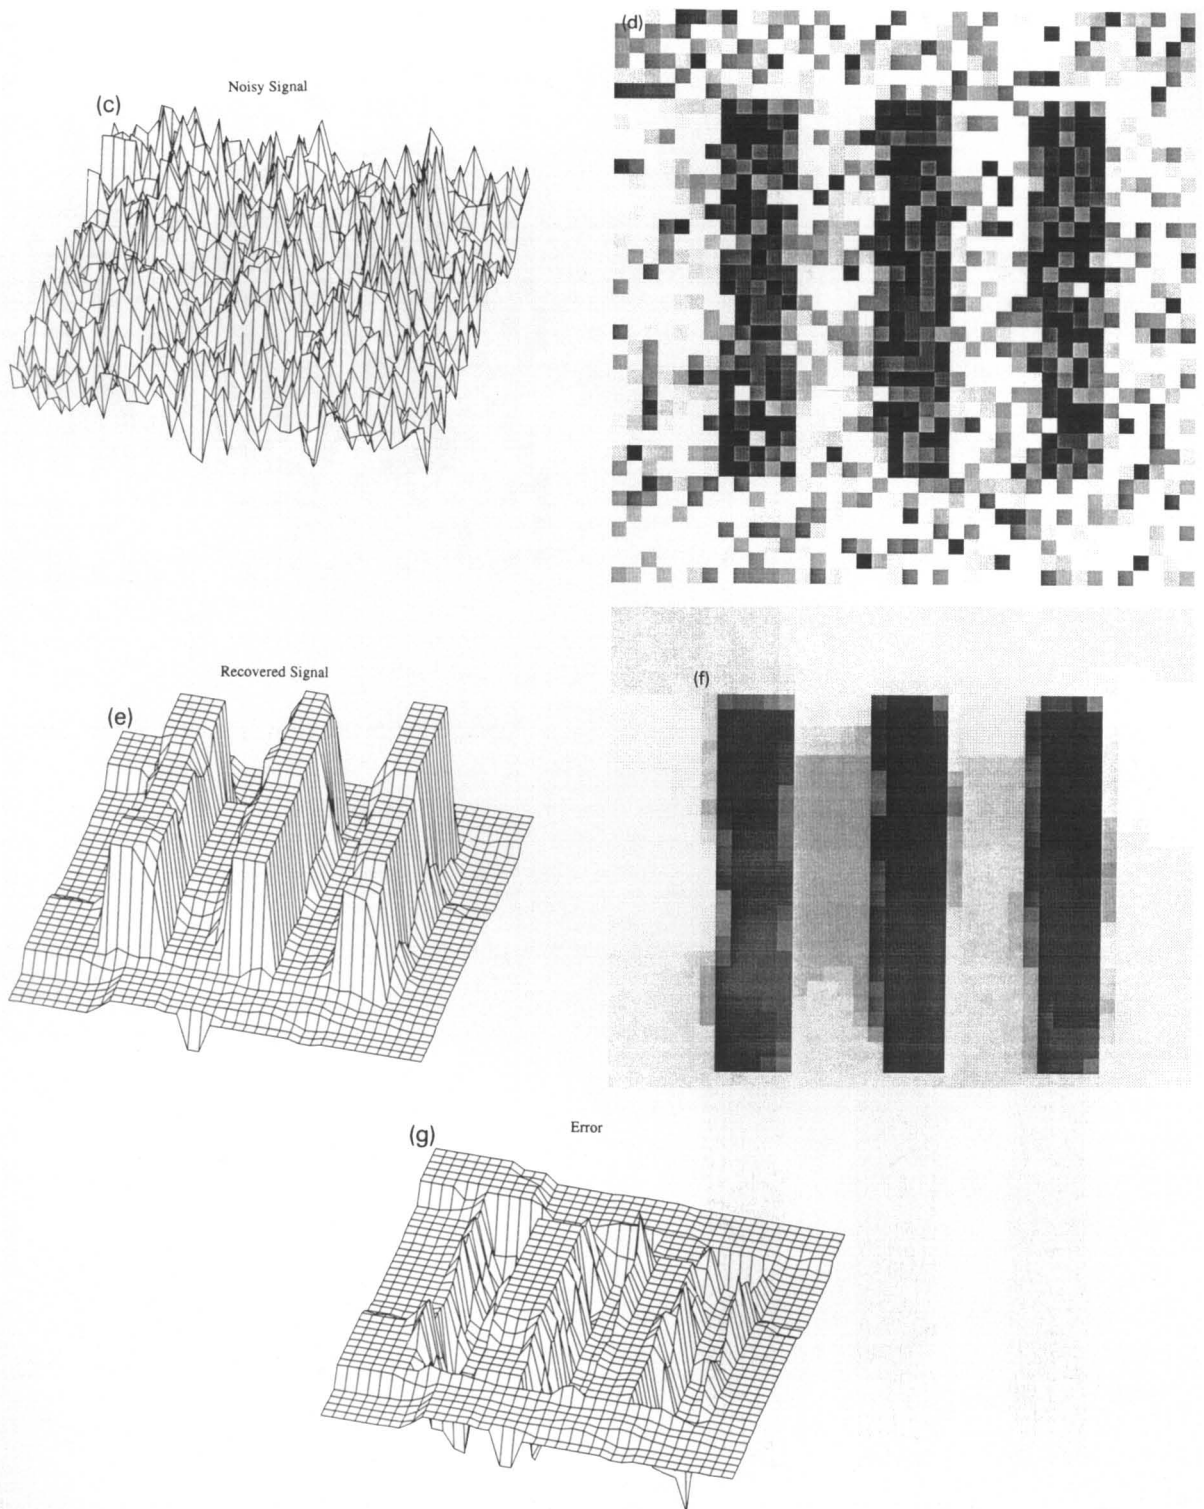 (d)
Noisy Signal
(c)
Recovered Signal
(e)
(f)
Error
(g)